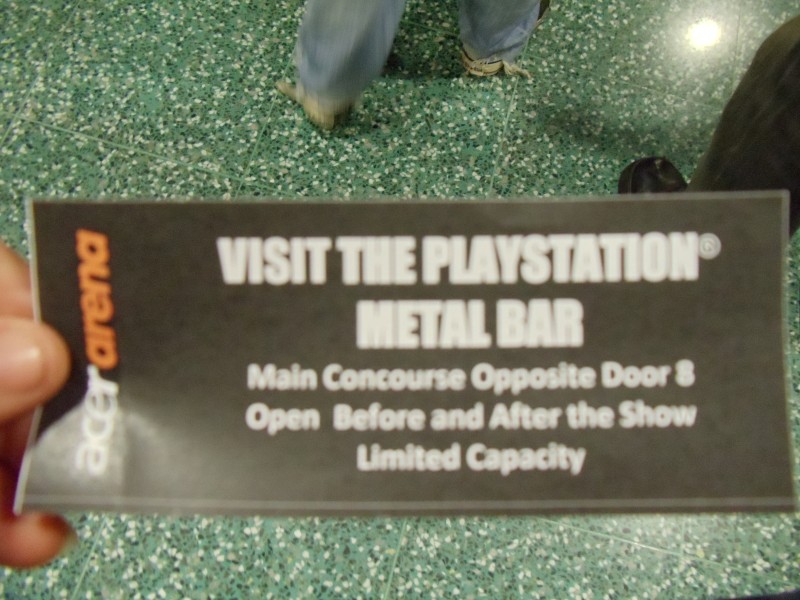 acer arena
VISIT THE PLAYSTATION®
METAL BAR
Main Concourse Opposite Door 8
Open Before and After the Show
Limited Capacity